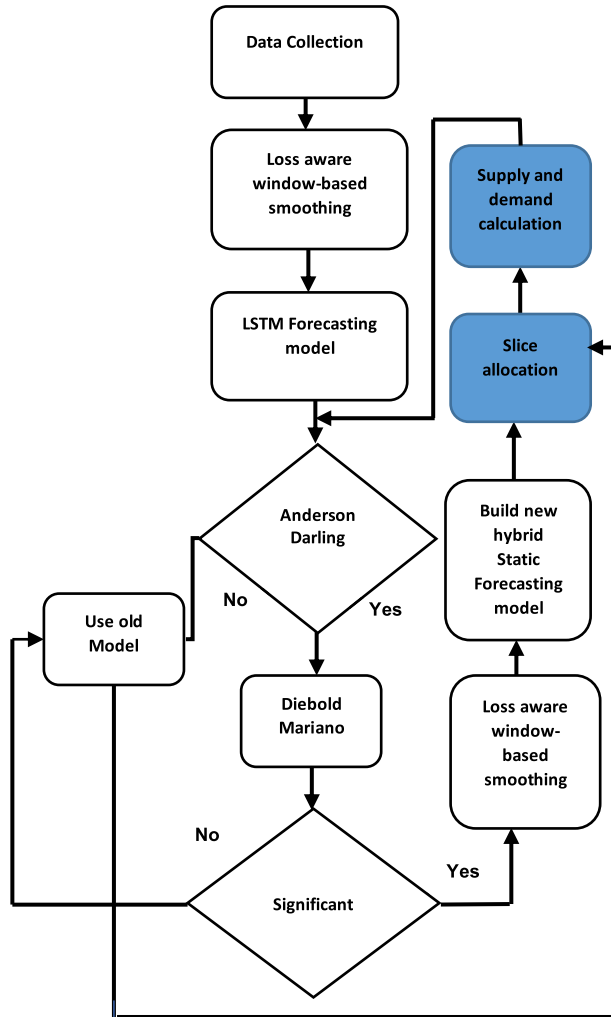 Data Collection
Loss aware
window-based
smoothing
LSTM Forecasting
model
Anderson
Darling
No
Yes
Use old
Model
Diebold
Mariano
No
Yes
Significant
Loss aware
window-
based
smoothing
Build new
hybrid
Static
Forecasting
model
Slice
allocation
Supply and
demand
calculation